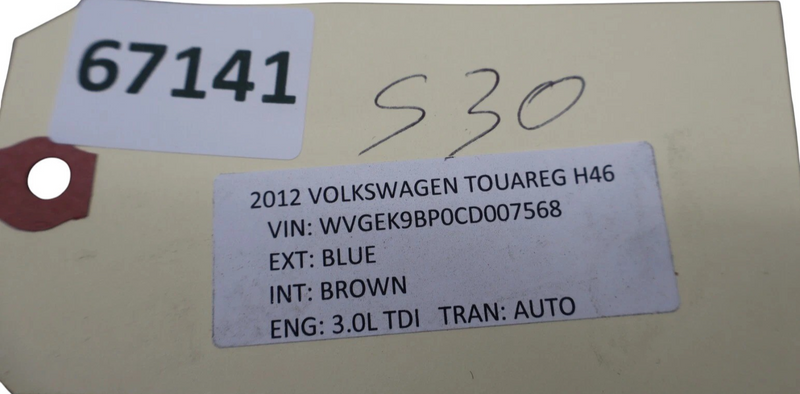 67141
S30
2012 VOLKSWAGEN TOUAREG H46
VIN: WVGEK9BP0CD007568
EXT: BLUE
INT: BROWN
ENG: 3.0L TDI TRAN: AUTO